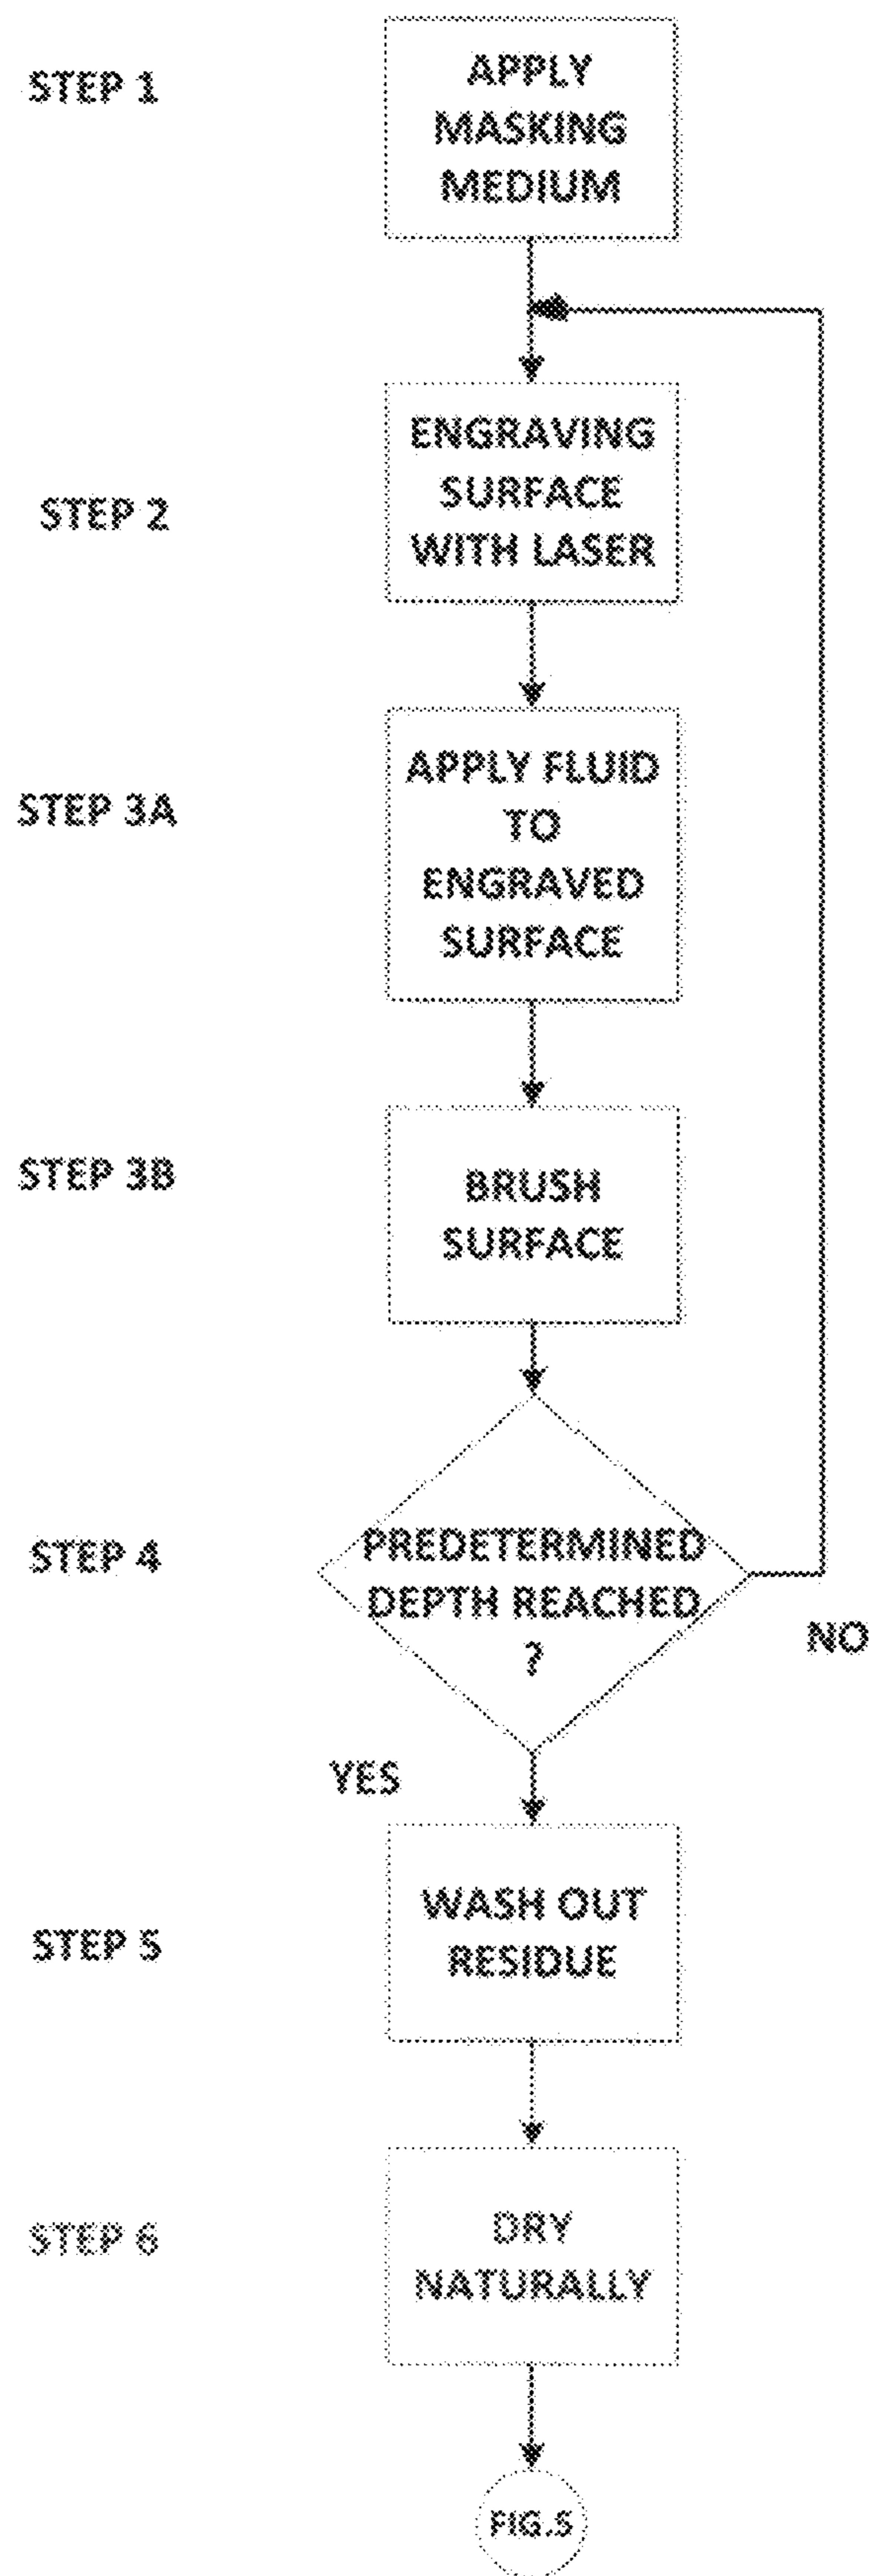 STEP 1
APPLY
MASKING
MEDIUM
STEP 2
ENGRAVING
SURFACE
WITH LASER
STEP 3A
APPLY FLUID
TO
ENGRAVED
SURFACE
STEP 3B
BRUSH
SURFACE
STEP 4
PREDETERMINED
DEPTH REACHED
?
NO
YES
STEP 5
WASH OUT
RESIDUE
STEP 6
DRY
NATURALLY
FIG.5